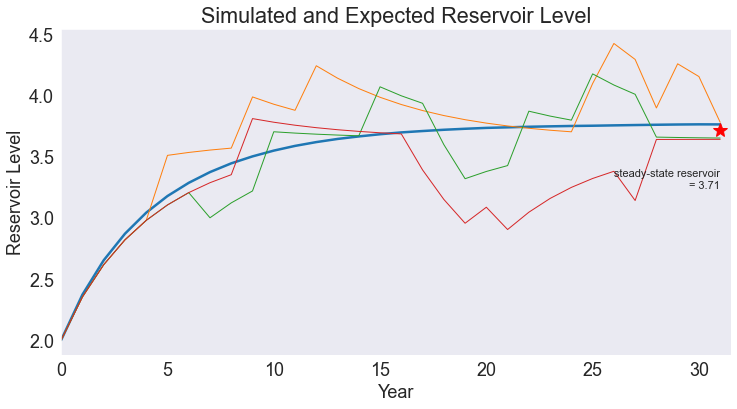 Simulated and Expected Reservoir Level
4.5
4.0
3.5
3.0
2.5
2.0
Reservoir Level
steady-state reservoir
= 3.71
0 5 10 15 20 25 30
Year